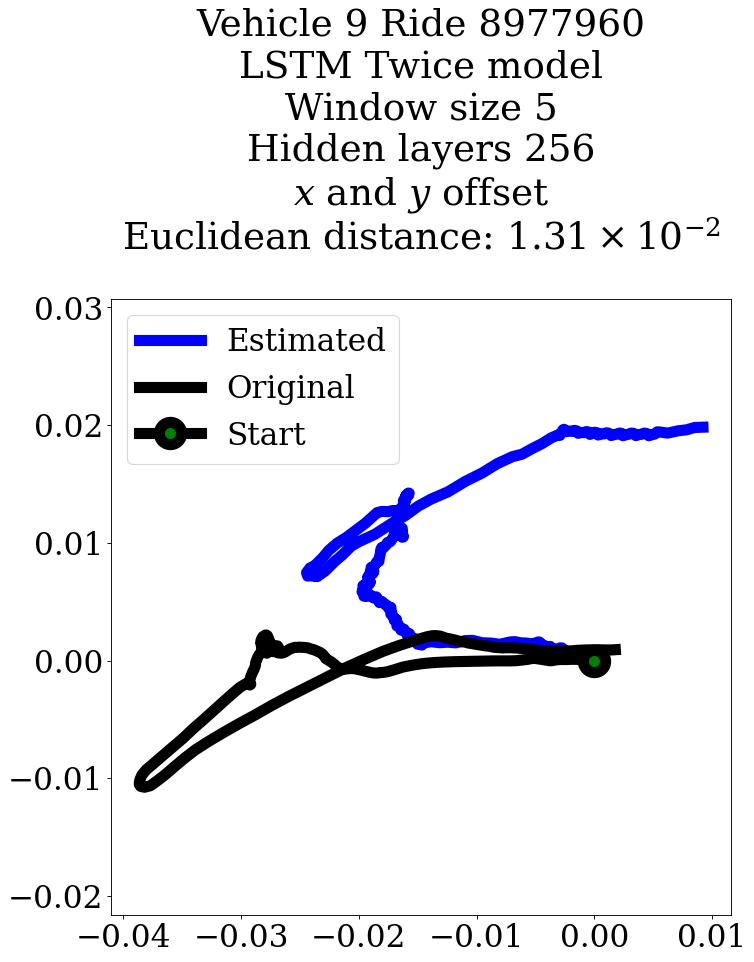 Vehicle 9 Ride 8977960
LSTM Twice model
Window size 5
Hidden layers 256
x and y offset
Euclidean distance: 1.31 × 10⁻²
Estimated
Original
Start
0.03
0.02
0.01
0.00
−0.01
−0.02
−0.04 −0.03 −0.02 −0.01 0.00 0.01